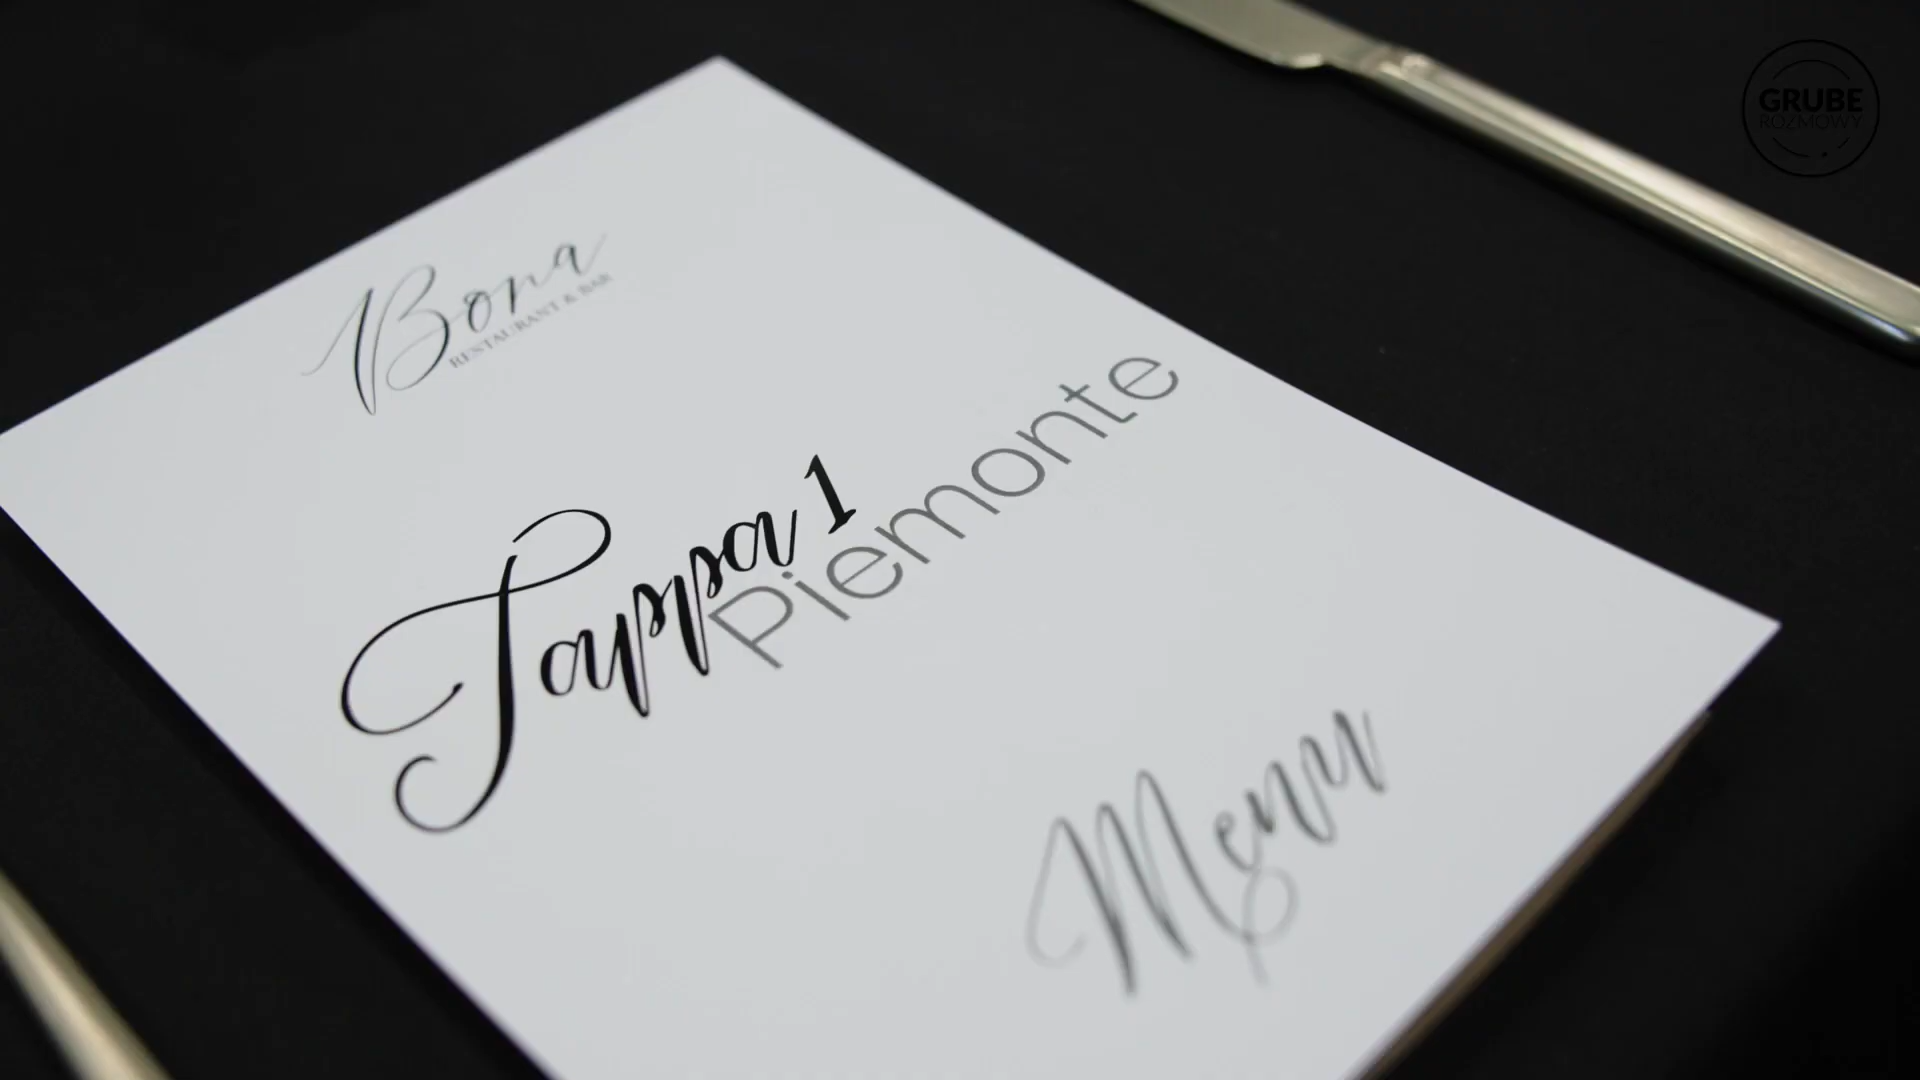 Bona
RESTAURANT & BAR
Tappa 1
Piemonte
Menu
GRUBE
ROZMOWY